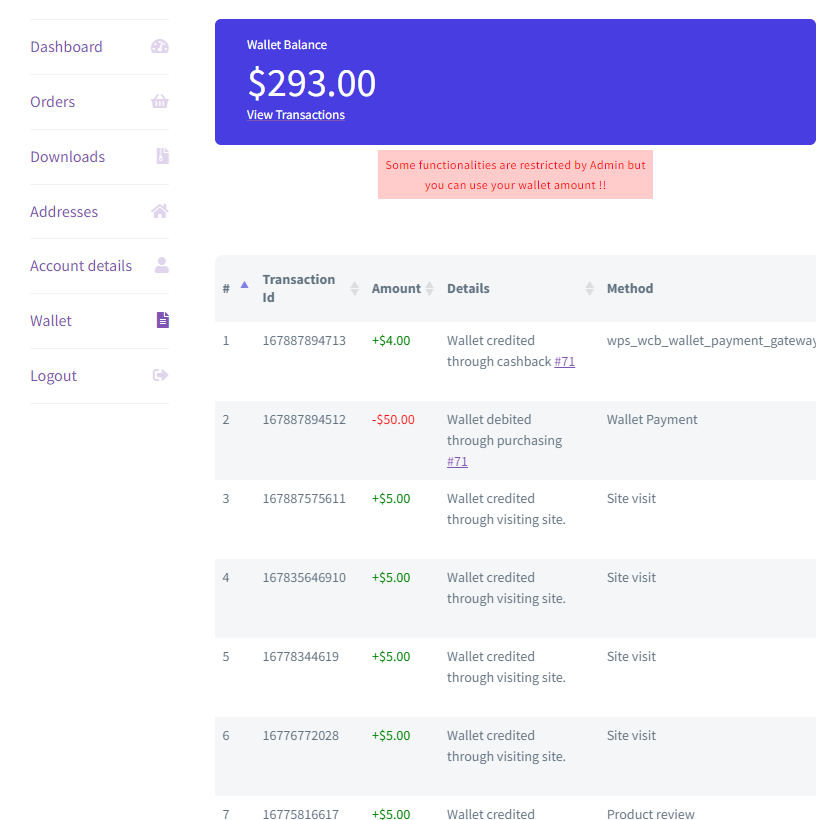 Dashboard
Orders
Downloads
Addresses
Account details
Wallet
Logout
Wallet Balance
$293.00
View Transactions
Some functionalities are restricted by Admin but
you can use your wallet amount !!
# Transaction Id Amount Details Method
1 167887894713 +$4.00 Wallet credited wps_wcb_wallet_payment_gateway
through cashback #71
2 167887894512 -$50.00 Wallet debited Wallet Payment
through purchasing
#71
3 167887575611 +$5.00 Wallet credited Site visit
through visiting site.
4 167835646910 +$5.00 Wallet credited Site visit
through visiting site.
5 16778344619 +$5.00 Wallet credited Site visit
through visiting site.
6 16776772028 +$5.00 Wallet credited Site visit
through visiting site.
7 16775816617 +$5.00 Wallet credited Product review